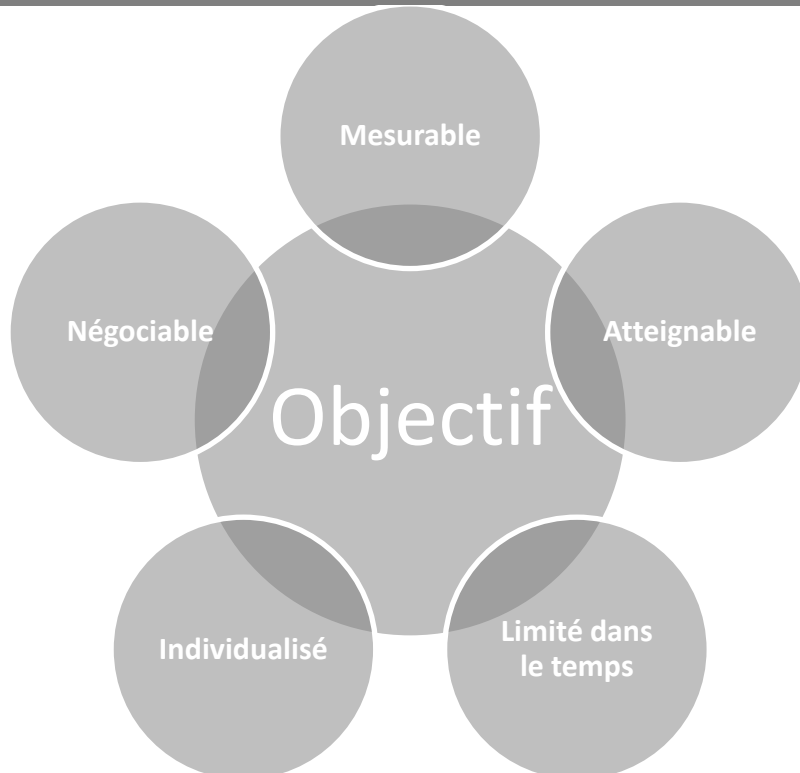 Mesurable
Négociable
Atteignable
Objectif
Individualisé
Limité dans
le temps